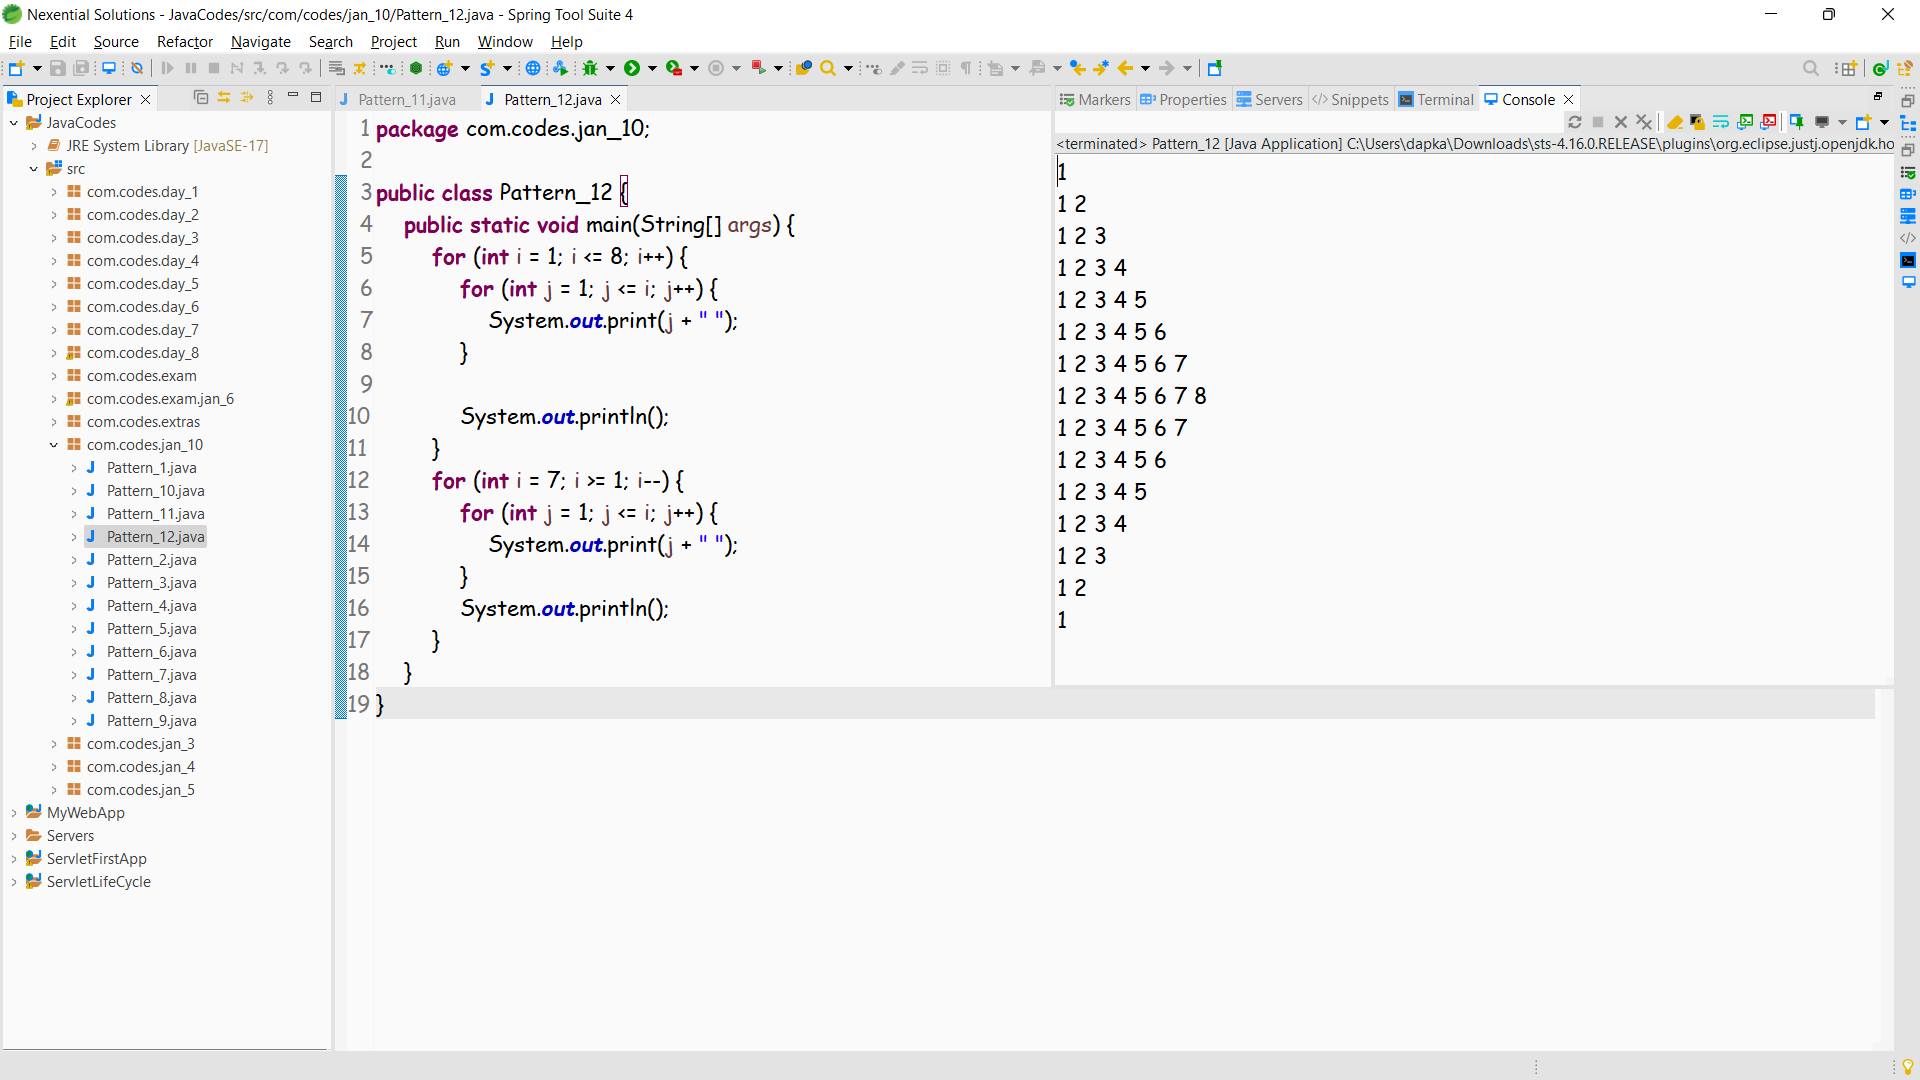 Nexential Solutions - JavaCodes/src/com/codes/jan_10/Pattern_12.java - Spring Tool Suite 4
File Edit Source Refactor Navigate Search Project Run Window Help
Project Explorer
JavaCodes
JRE System Library [JavaSE-17]
src
com.codes.day_1
com.codes.day_2
com.codes.day_3
com.codes.day_4
com.codes.day_5
com.codes.day_6
com.codes.day_7
com.codes.day_8
com.codes.exam
com.codes.exam.jan_6
com.codes.extras
com.codes.jan_10
Pattern_1.java
Pattern_10.java
Pattern_11.java
Pattern_12.java
Pattern_2.java
Pattern_3.java
Pattern_4.java
Pattern_5.java
Pattern_6.java
Pattern_7.java
Pattern_8.java
Pattern_9.java
com.codes.jan_3
com.codes.jan_4
com.codes.jan_5
MyWebApp
Servers
ServletFirstApp
ServletLifeCycle
Pattern_11.java Pattern_12.java
1 package com.codes.jan_10;
2
3 public class Pattern_12 {
4 public static void main(String[] args) {
5 for (int i = 1; i <= 8; i++) {
6 for (int j = 1; j <= i; j++) {
7 System.out.print(j + " ");
8 }
9
10 System.out.println();
11 }
12 for (int i = 7; i >= 1; i--) {
13 for (int j = 1; j <= i; j++) {
14 System.out.print(j + " ");
15 }
16 System.out.println();
17 }
18 }
19 }
Markers Properties Servers Snippets Terminal Console
<terminated> Pattern_12 [Java Application] C:\Users\dapka\Downloads\sts-4.16.0.RELEASE\plugins\org.eclipse.justj.openjdk.ho
1
1 2
1 2 3
1 2 3 4
1 2 3 4 5
1 2 3 4 5 6
1 2 3 4 5 6 7
1 2 3 4 5 6 7 8
1 2 3 4 5 6 7
1 2 3 4 5 6
1 2 3 4 5
1 2 3 4
1 2 3
1 2
1